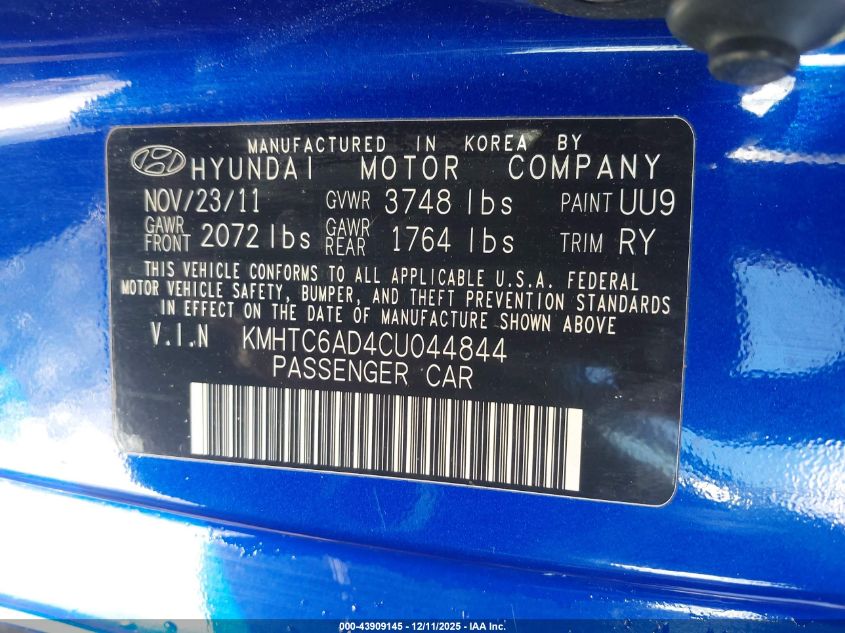 MANUFACTURED IN KOREA BY
HYUNDAI MOTOR COMPANY
NOV/23/11 GVWR 3748 lbs PAINT UU9
GAWR FRONT 2072 lbs GAWR REAR 1764 lbs TRIM RY
THIS VEHICLE CONFORMS TO ALL APPLICABLE U.S.A. FEDERAL
MOTOR VEHICLE SAFETY, BUMPER, AND THEFT PREVENTION STANDARDS
IN EFFECT ON THE DATE OF MANUFACTURE SHOWN ABOVE
V.I.N KMHTC6AD4CU044844
PASSENGER CAR
000-43909145 - 12/11/2025 - IAA Inc.